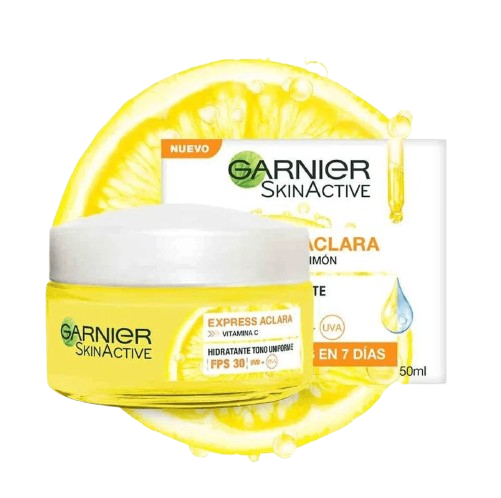 NUEVO
GARNIER
SKINACTIVE
ACLARA
IMÓN
TE
UVA
EN 7 DÍAS
50ml
GARNIER
SKINACTIVE
EXPRESS ACLARA
VITAMINA C
HIDRATANTE TONO UNIFORME
FPS 30